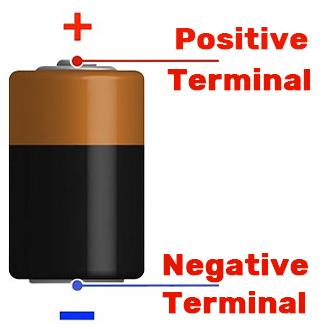 +
Positive
Terminal
Negative
Terminal
−